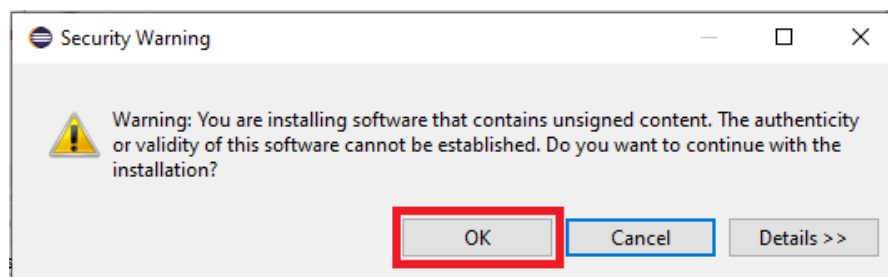 Security Warning
Warning: You are installing software that contains unsigned content. The authenticity
or validity of this software cannot be established. Do you want to continue with the
installation?
OK
Cancel
Details >>